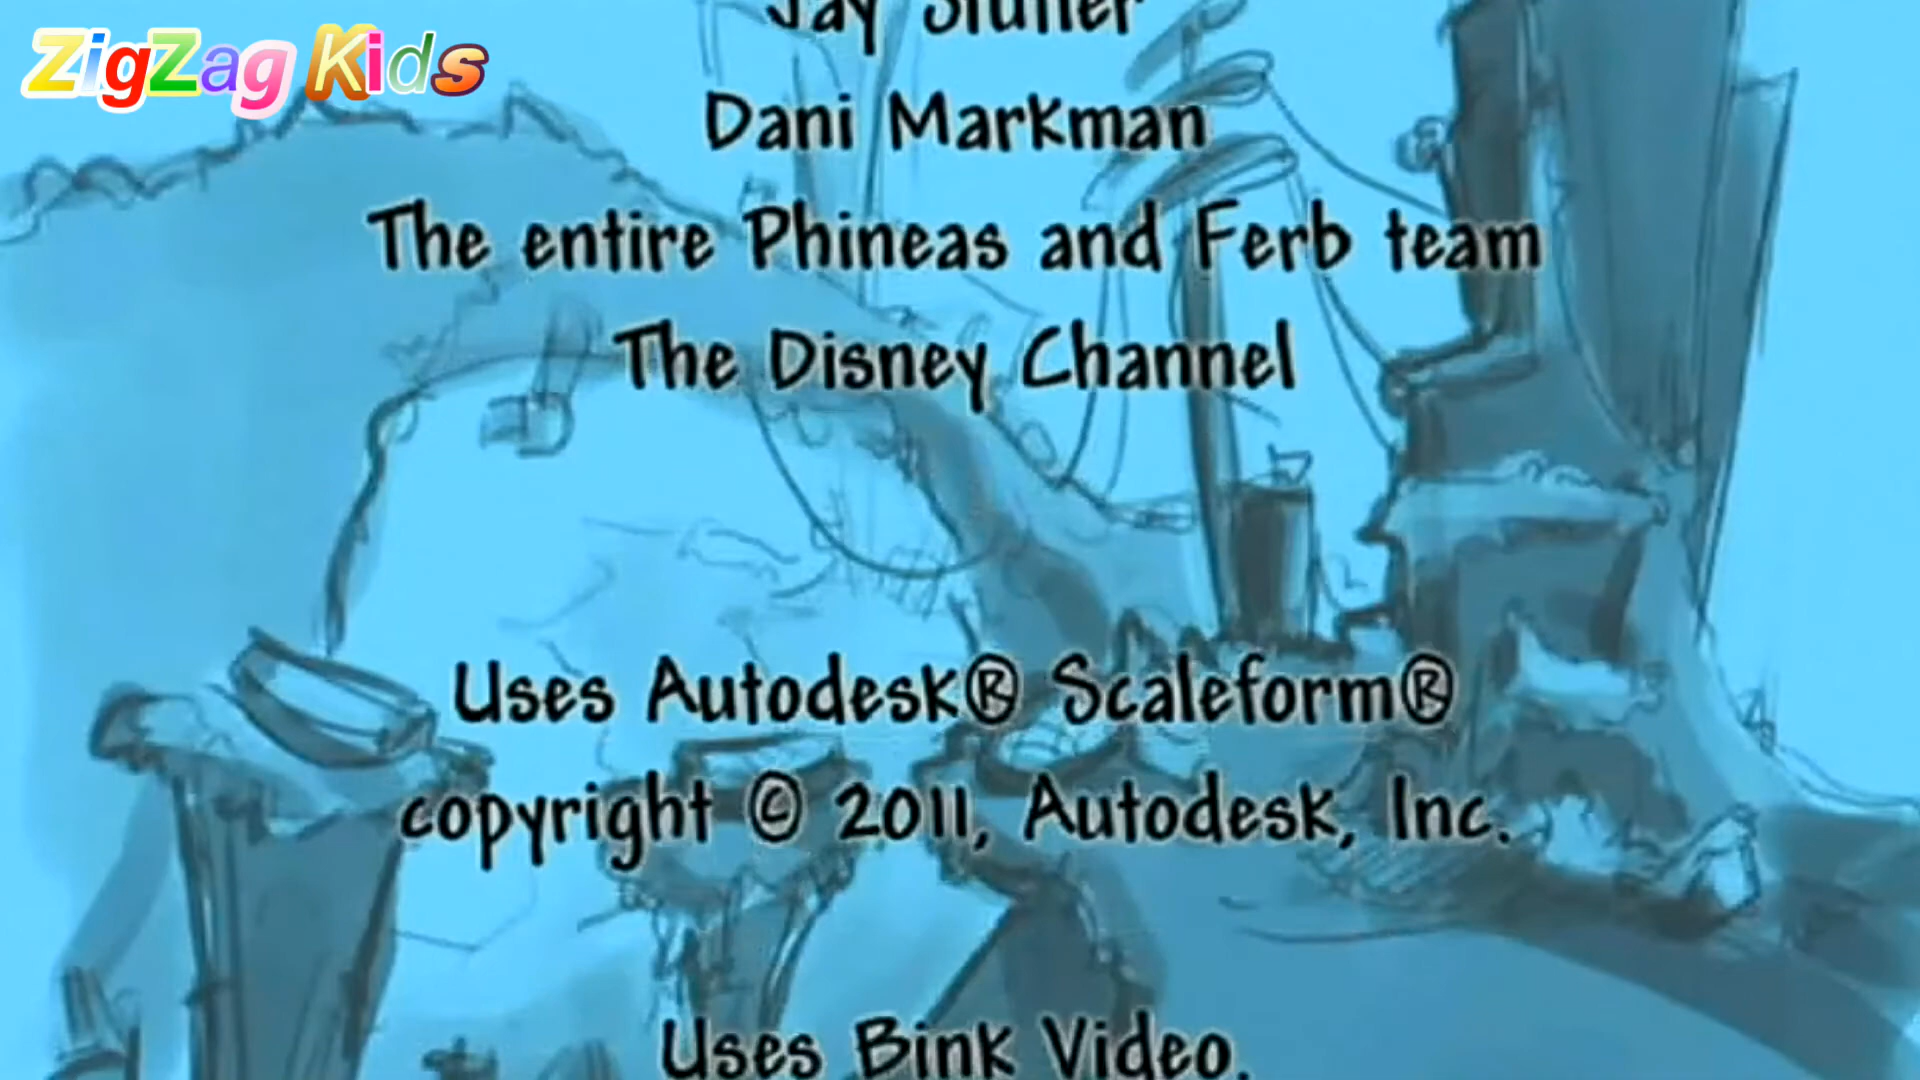 ZigZag Kids
Jay
Dani Markman
The entire Phineas and Ferb team
The Disney Channel
Uses Autodesk® Scaleform®
copyright © 2011, Autodesk, Inc.
Uses Bink Video.